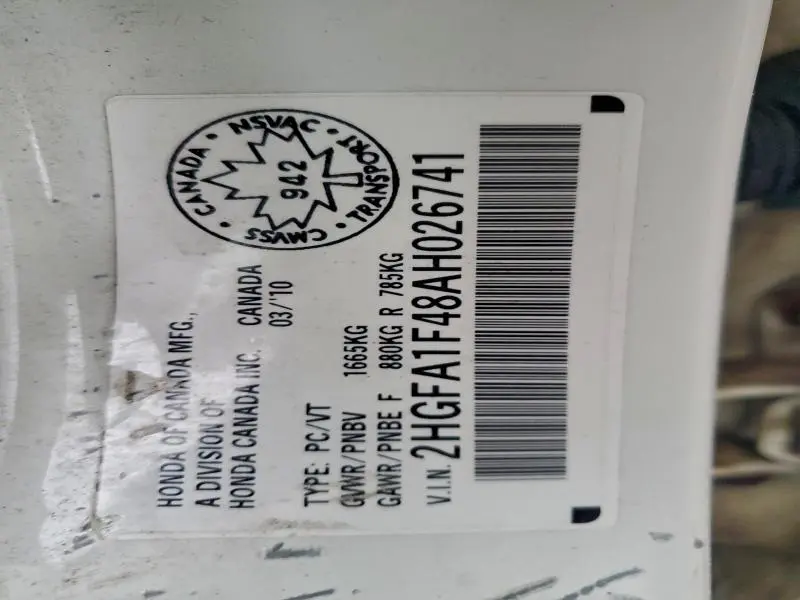 CANADA • NSVAC • TRANSPORT • CMVSS •
942
HONDA OF CANADA MFG.,
A DIVISION OF
HONDA CANADA INC. CANADA
03/'10
TYPE: PC/VT
GVWR/PNBV 1665KG
GAWR/PNBE F 880KG R 785KG
V.I.N. 2HGFA1F48AH026741